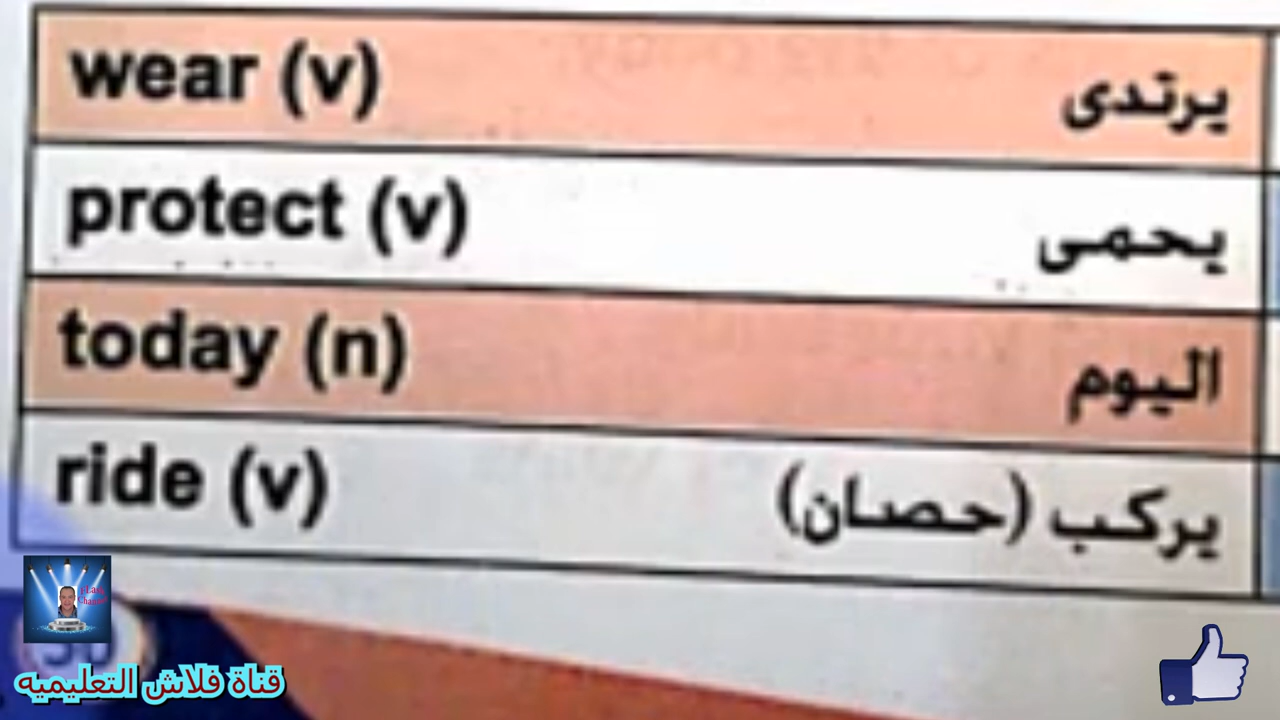 wear (v) يرتدى
protect (v) يحمى
today (n) اليوم
ride (v) يركب (حصان)
قناة فلاش التعليميه